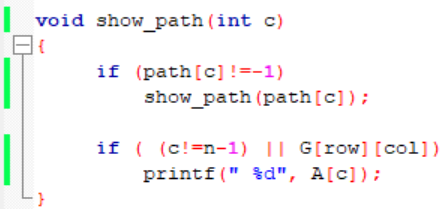 void show_path(int c)
{
if (path[c]!=-1)
show_path(path[c]);
if ( (c!=n-1) || G[row][col])
printf(" %d", A[c]);
}